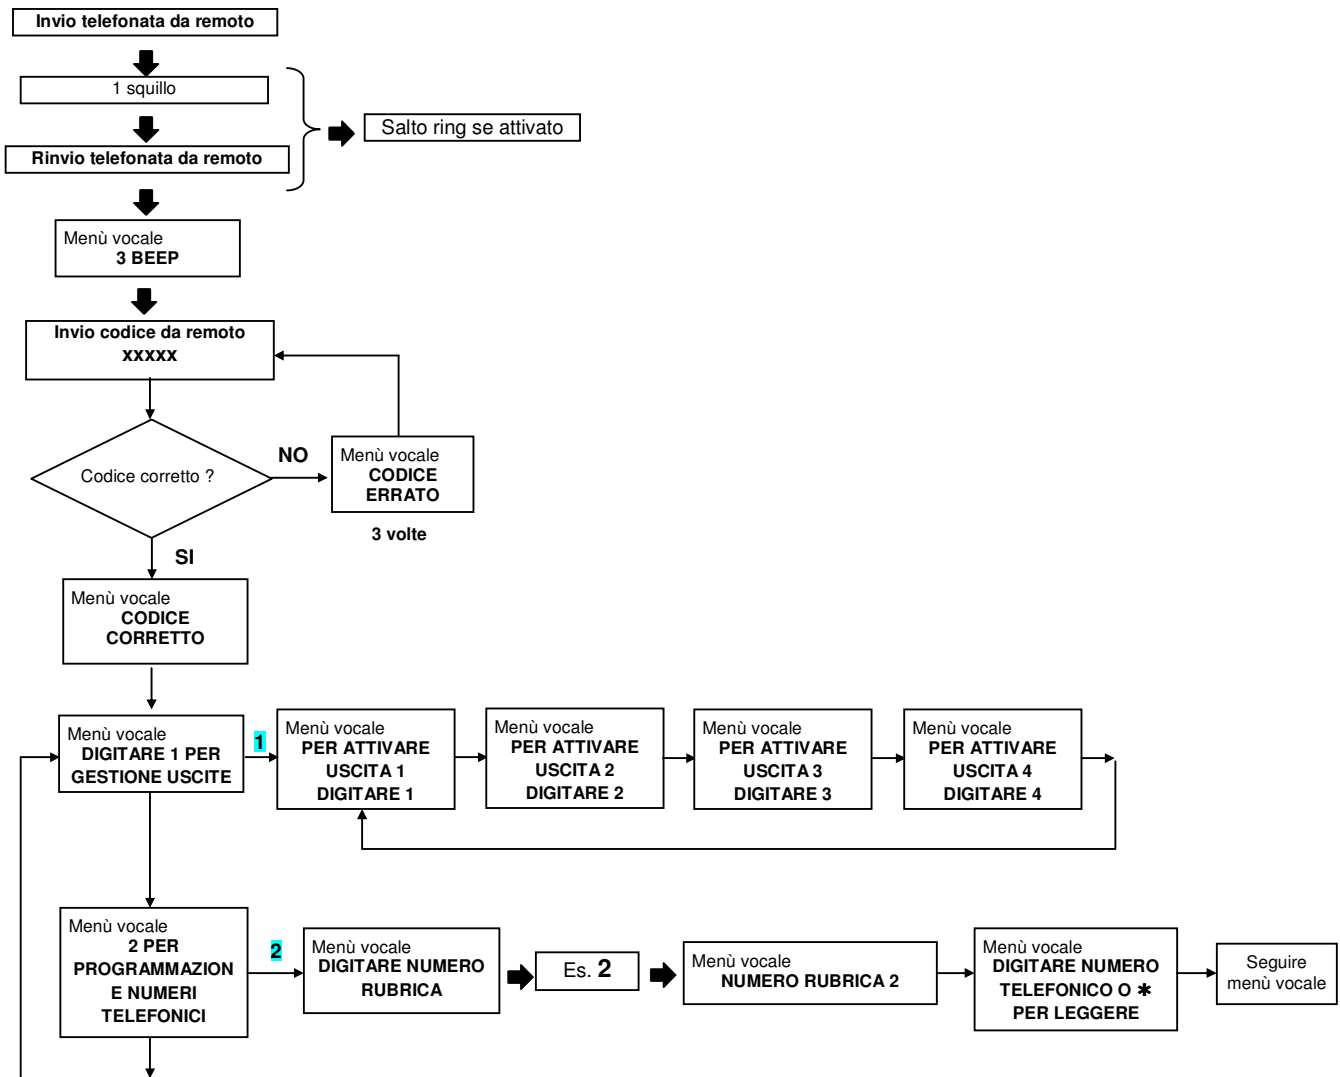 Invio telefonata da remoto
1 squillo
Salto ring se attivato
Rinvio telefonata da remoto
Menù vocale
3 BEEP
Invio codice da remoto
xxxxx
Codice corretto ?
NO
Menù vocale
CODICE
ERRATO
3 volte
SI
Menù vocale
CODICE
CORRETTO
Menù vocale
DIGITARE 1 PER
GESTIONE USCITE
1
Menù vocale
PER ATTIVARE
USCITA 1
DIGITARE 1
Menù vocale
PER ATTIVARE
USCITA 2
DIGITARE 2
Menù vocale
PER ATTIVARE
USCITA 3
DIGITARE 3
Menù vocale
PER ATTIVARE
USCITA 4
DIGITARE 4
Menù vocale
2 PER
PROGRAMMAZION
E NUMERI
TELEFONICI
2
Menù vocale
DIGITARE NUMERO
RUBRICA
Es. 2
Menù vocale
NUMERO RUBRICA 2
Menù vocale
DIGITARE NUMERO
TELEFONICO O ✱
PER LEGGERE
Seguire
menù vocale